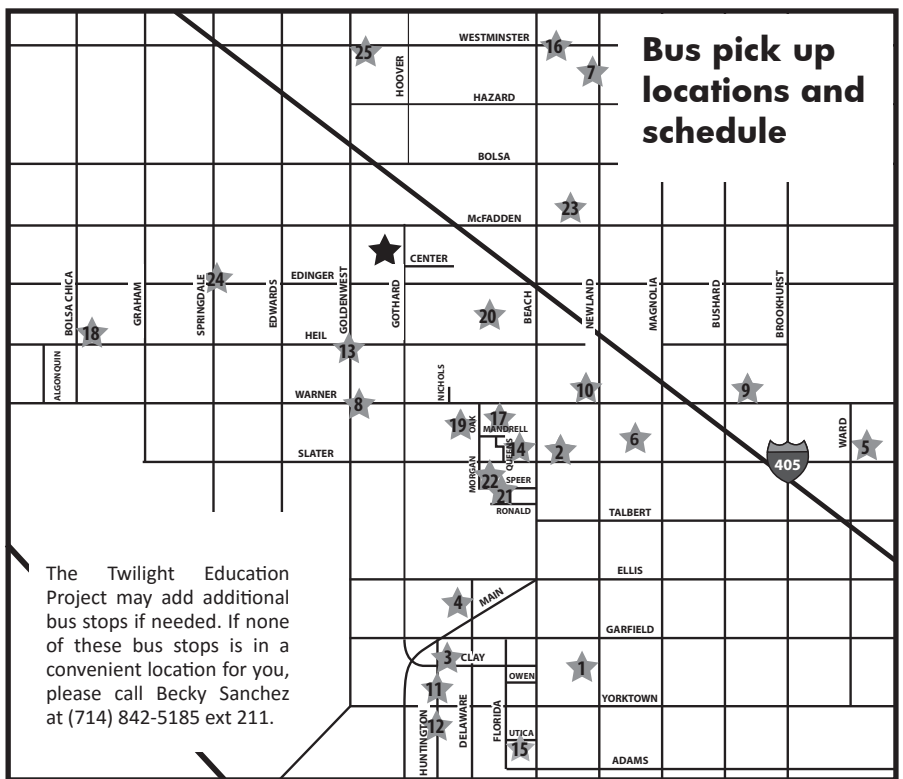 Bus pick up
locations and
schedule
WESTMINSTER
16
25
7
HOOVER
HAZARD
BOLSA
23
McFADDEN
CENTER
24
EDINGER
BOLSA CHICA
GRAHAM
SPRINGDALE
EDWARDS
GOLDENWEST
GOTHARD
BEACH
NEWLAND
MAGNOLIA
BUSHARD
BROOKHURST
20
18
HEIL
13
ALGONQUIN
NICHOLS
10
9
WARNER
8
19
OAK
17
MANDRELL
QUEENS
14
2
6
WARD
5
SLATER
MORGAN
405
22
SPEER
21
RONALD
TALBERT
The Twilight Education
Project may add additional
bus stops if needed. If none
of these bus stops is in a
convenient location for you,
please call Becky Sanchez
at (714) 842-5185 ext 211.
ELLIS
4
MAIN
GARFIELD
3
CLAY
1
OWEN
11
YORKTOWN
HUNTINGTON
DELAWARE
FLORIDA
12
UTICA
15
ADAMS